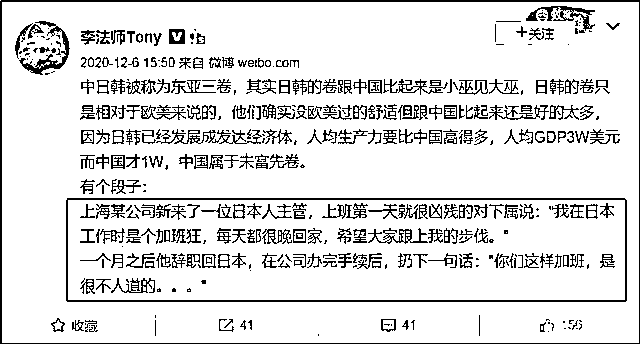 李法师Tony
+关注
2020-12-6 15:50 来自 微博 weibo.com
中日韩被称为东亚三卷，其实日韩的卷跟中国比起来是小巫见大巫，日韩的卷只
是相对于欧美来说的，他们确实没欧美过的舒适但跟中国比起来还是好的太多，
因为日韩已经发展成发达经济体，人均生产力要比中国高得多，人均GDP3W美元
而中国才1W，中国属于未富先卷。
有个段子：
上海某公司新来了一位日本人主管，上班第一天就很凶残的对下属说："我在日本
工作时是个加班狂，每天都很晚回家，希望大家跟上我的步伐。"
一个月之后他辞职回日本，在公司办完手续后，扔下一句话："你们这样加班，是
很不人道的。。。"
收藏 41 41 156